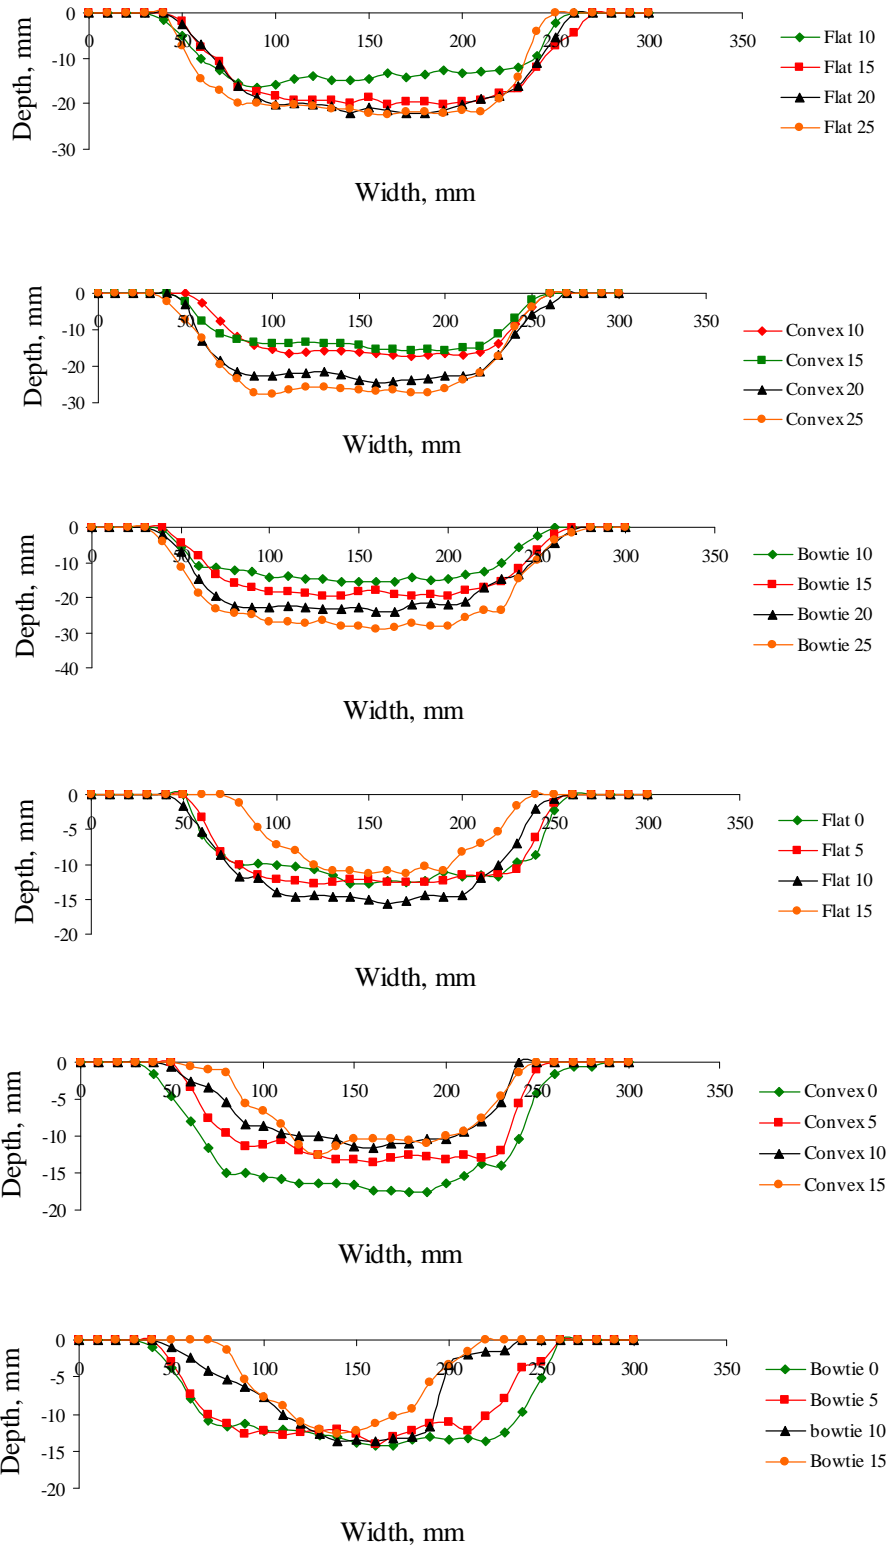 0
0 50 100 150 200 250 300 350
-10
-20
-30
Depth, mm
Width, mm
Flat 10
Flat 15
Flat 20
Flat 25
0
0 50 100 150 200 250 300 350
-10
-20
-30
Depth, mm
Width, mm
Convex 10
Convex 15
Convex 20
Convex 25
0
0 50 100 150 200 250 300 350
-10
-20
-30
-40
Depth, mm
Width, mm
Bowtie 10
Bowtie 15
Bowtie 20
Bowtie 25
0
0 50 100 150 200 250 300 350
-5
-10
-15
-20
Depth, mm
Width, mm
Flat 0
Flat 5
Flat 10
Flat 15
0
0 50 100 150 200 250 300 350
-5
-10
-15
-20
Depth, mm
Width, mm
Convex 0
Convex 5
Convex 10
Convex 15
0
0 50 100 150 200 250 300 350
-5
-10
-15
-20
Depth, mm
Width, mm
Bowtie 0
Bowtie 5
bowtie 10
Bowtie 15